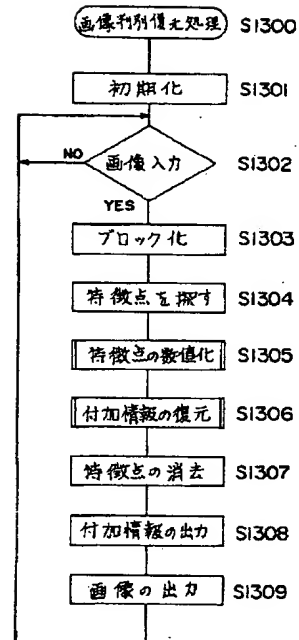 画像判別復元処理 S1300
初期化 S1301
NO 画像入力 S1302
YES
ブロック化 S1303
特徴点を探す S1304
特徴点の数値化 S1305
付加情報の復元 S1306
特徴点の消去 S1307
付加情報の出力 S1308
画像の出力 S1309